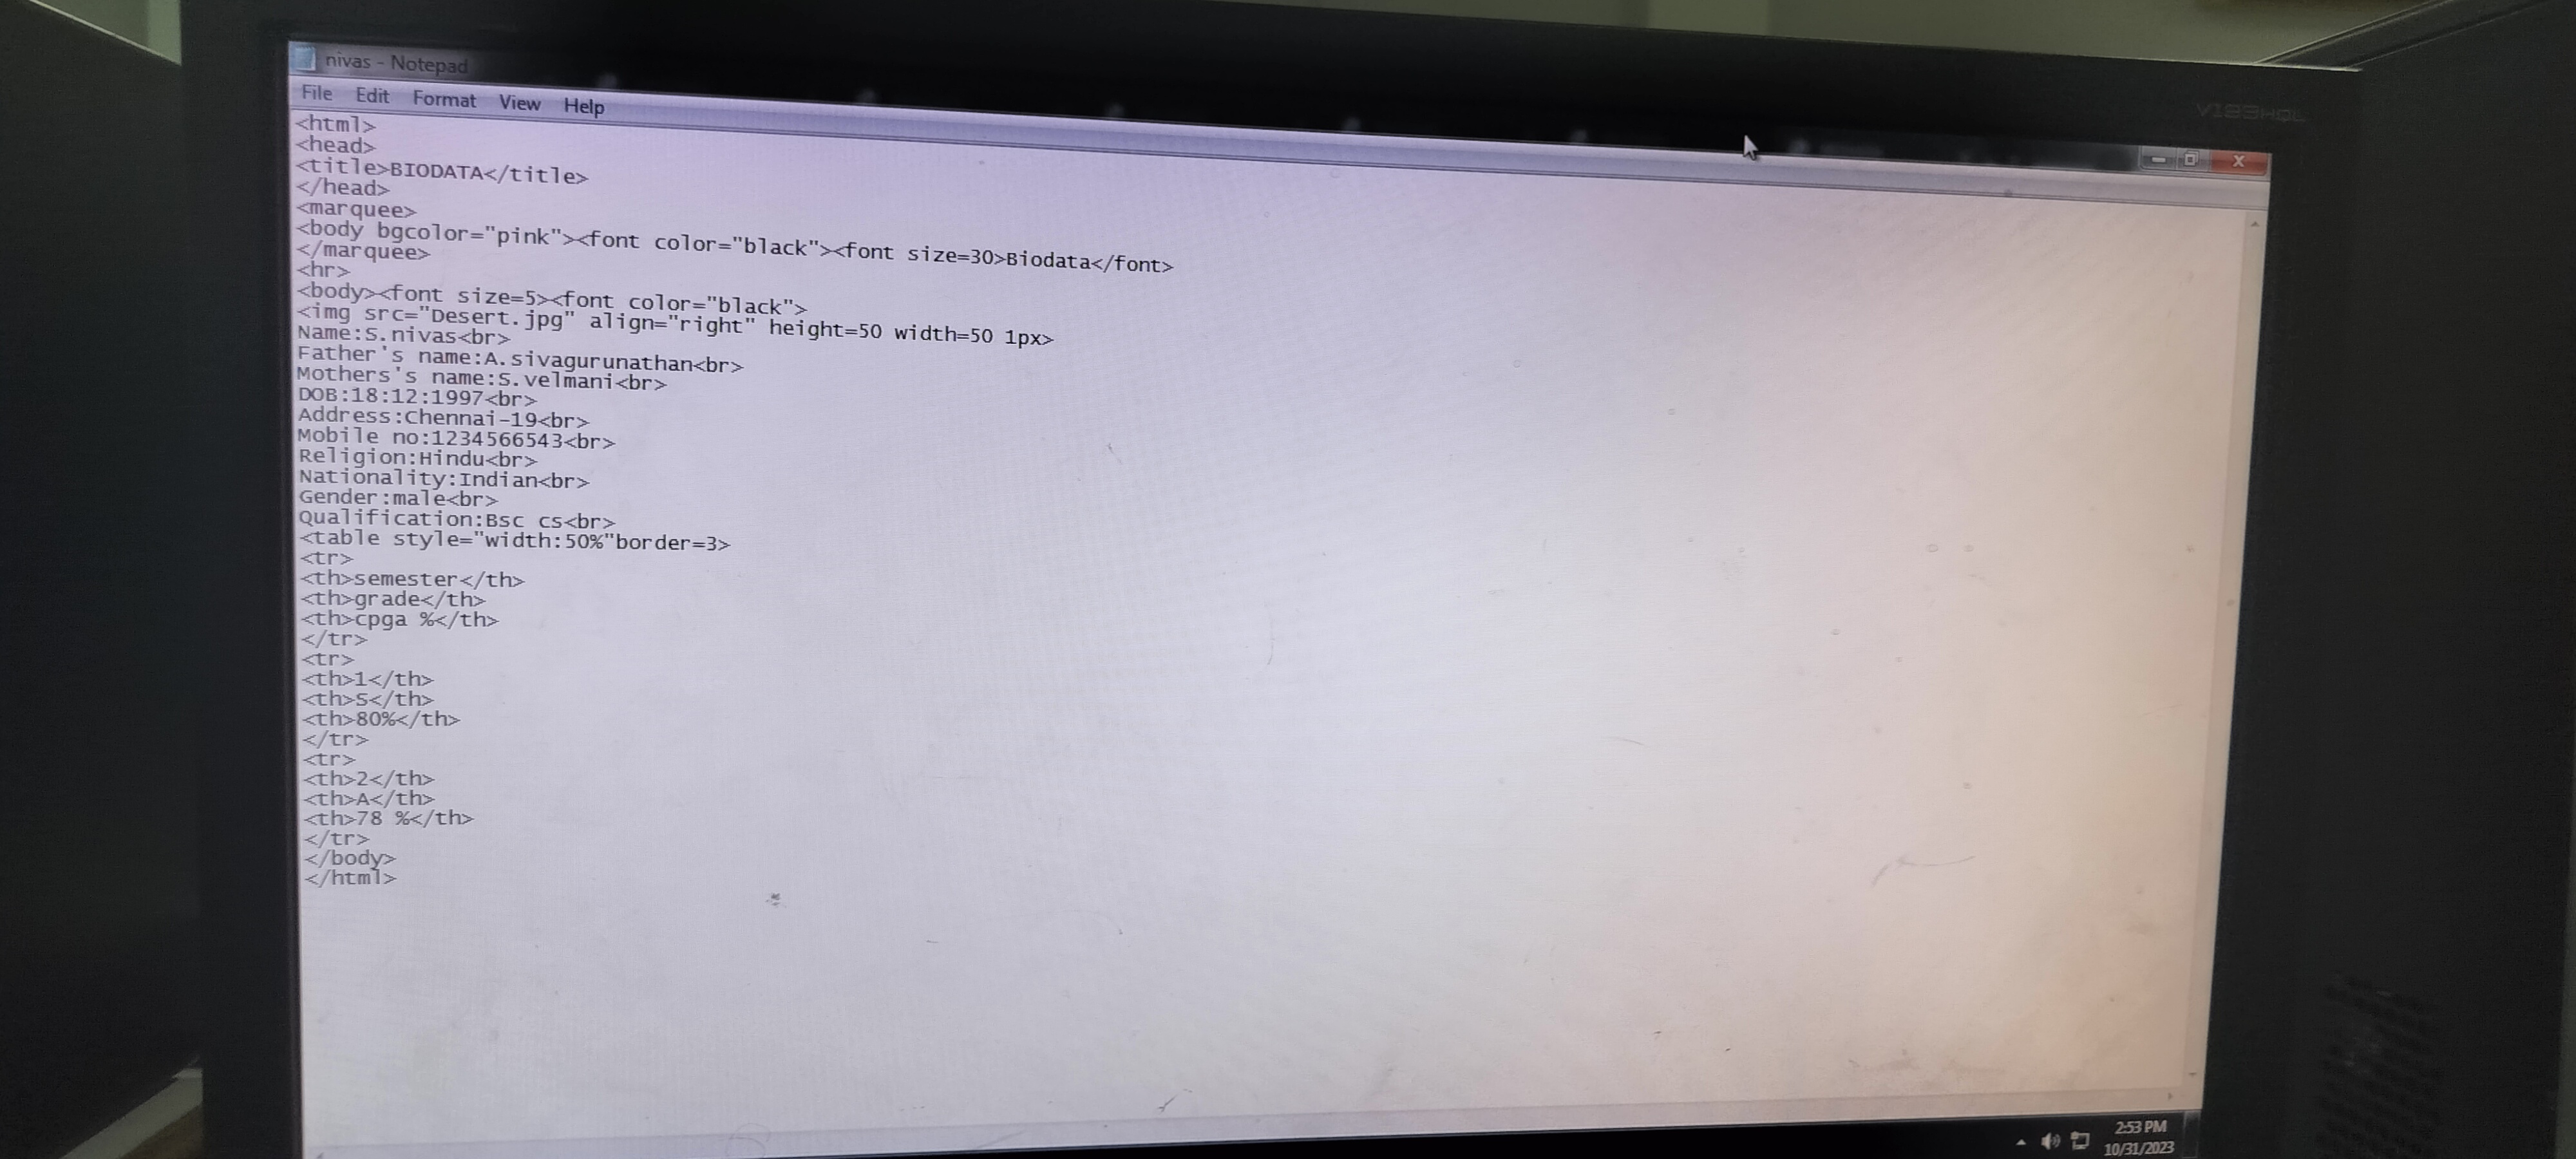 nivas - Notepad
File Edit Format View Help
<html>
<head>
<title>BIODATA</title>
</head>
<marquee>
<body bgcolor="pink"><font color="black"><font size=30>Biodata</font>
</marquee>
<hr>
<body><font size=5><font color="black">
<img src="Desert.jpg" align="right" height=50 width=50 1px>
Name:S.nivas<br>
Father's name:A.sivagurunathan<br>
Mothers's name:S.velmani<br>
DOB:18:12:1997<br>
Address:Chennai-19<br>
Mobile no:1234566543<br>
Religion:Hindu<br>
Nationality:Indian<br>
Gender:male<br>
Qualification:Bsc cs<br>
<table style="width:50%"border=3>
<tr>
<th>semester</th>
<th>grade</th>
<th>cpga %</th>
</tr>
<tr>
<th>1</th>
<th>S</th>
<th>80%</th>
</tr>
<tr>
<th>2</th>
<th>A</th>
<th>78 %</th>
</tr>
</body>
</html>
V193HQL
2:53 PM
10/31/2023